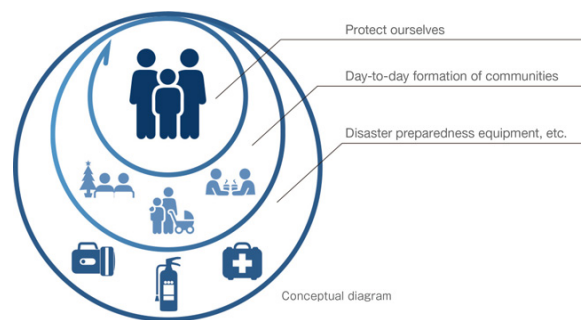 Protect ourselves
Day-to-day formation of communities
Disaster preparedness equipment, etc.
Conceptual diagram